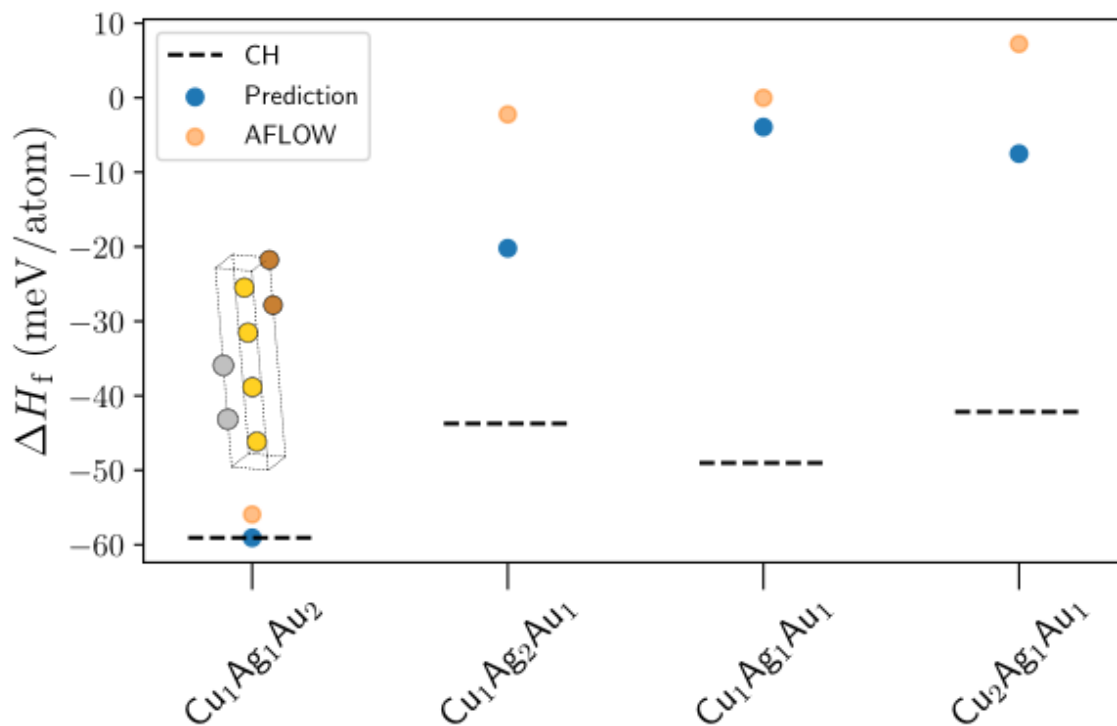 10
0
−10
−20
−30
−40
−50
−60
ΔH_f (meV/atom)
CH
Prediction
AFLOW
Cu₁Ag₁Au₂
Cu₁Ag₂Au₁
Cu₁Ag₁Au₁
Cu₂Ag₁Au₁